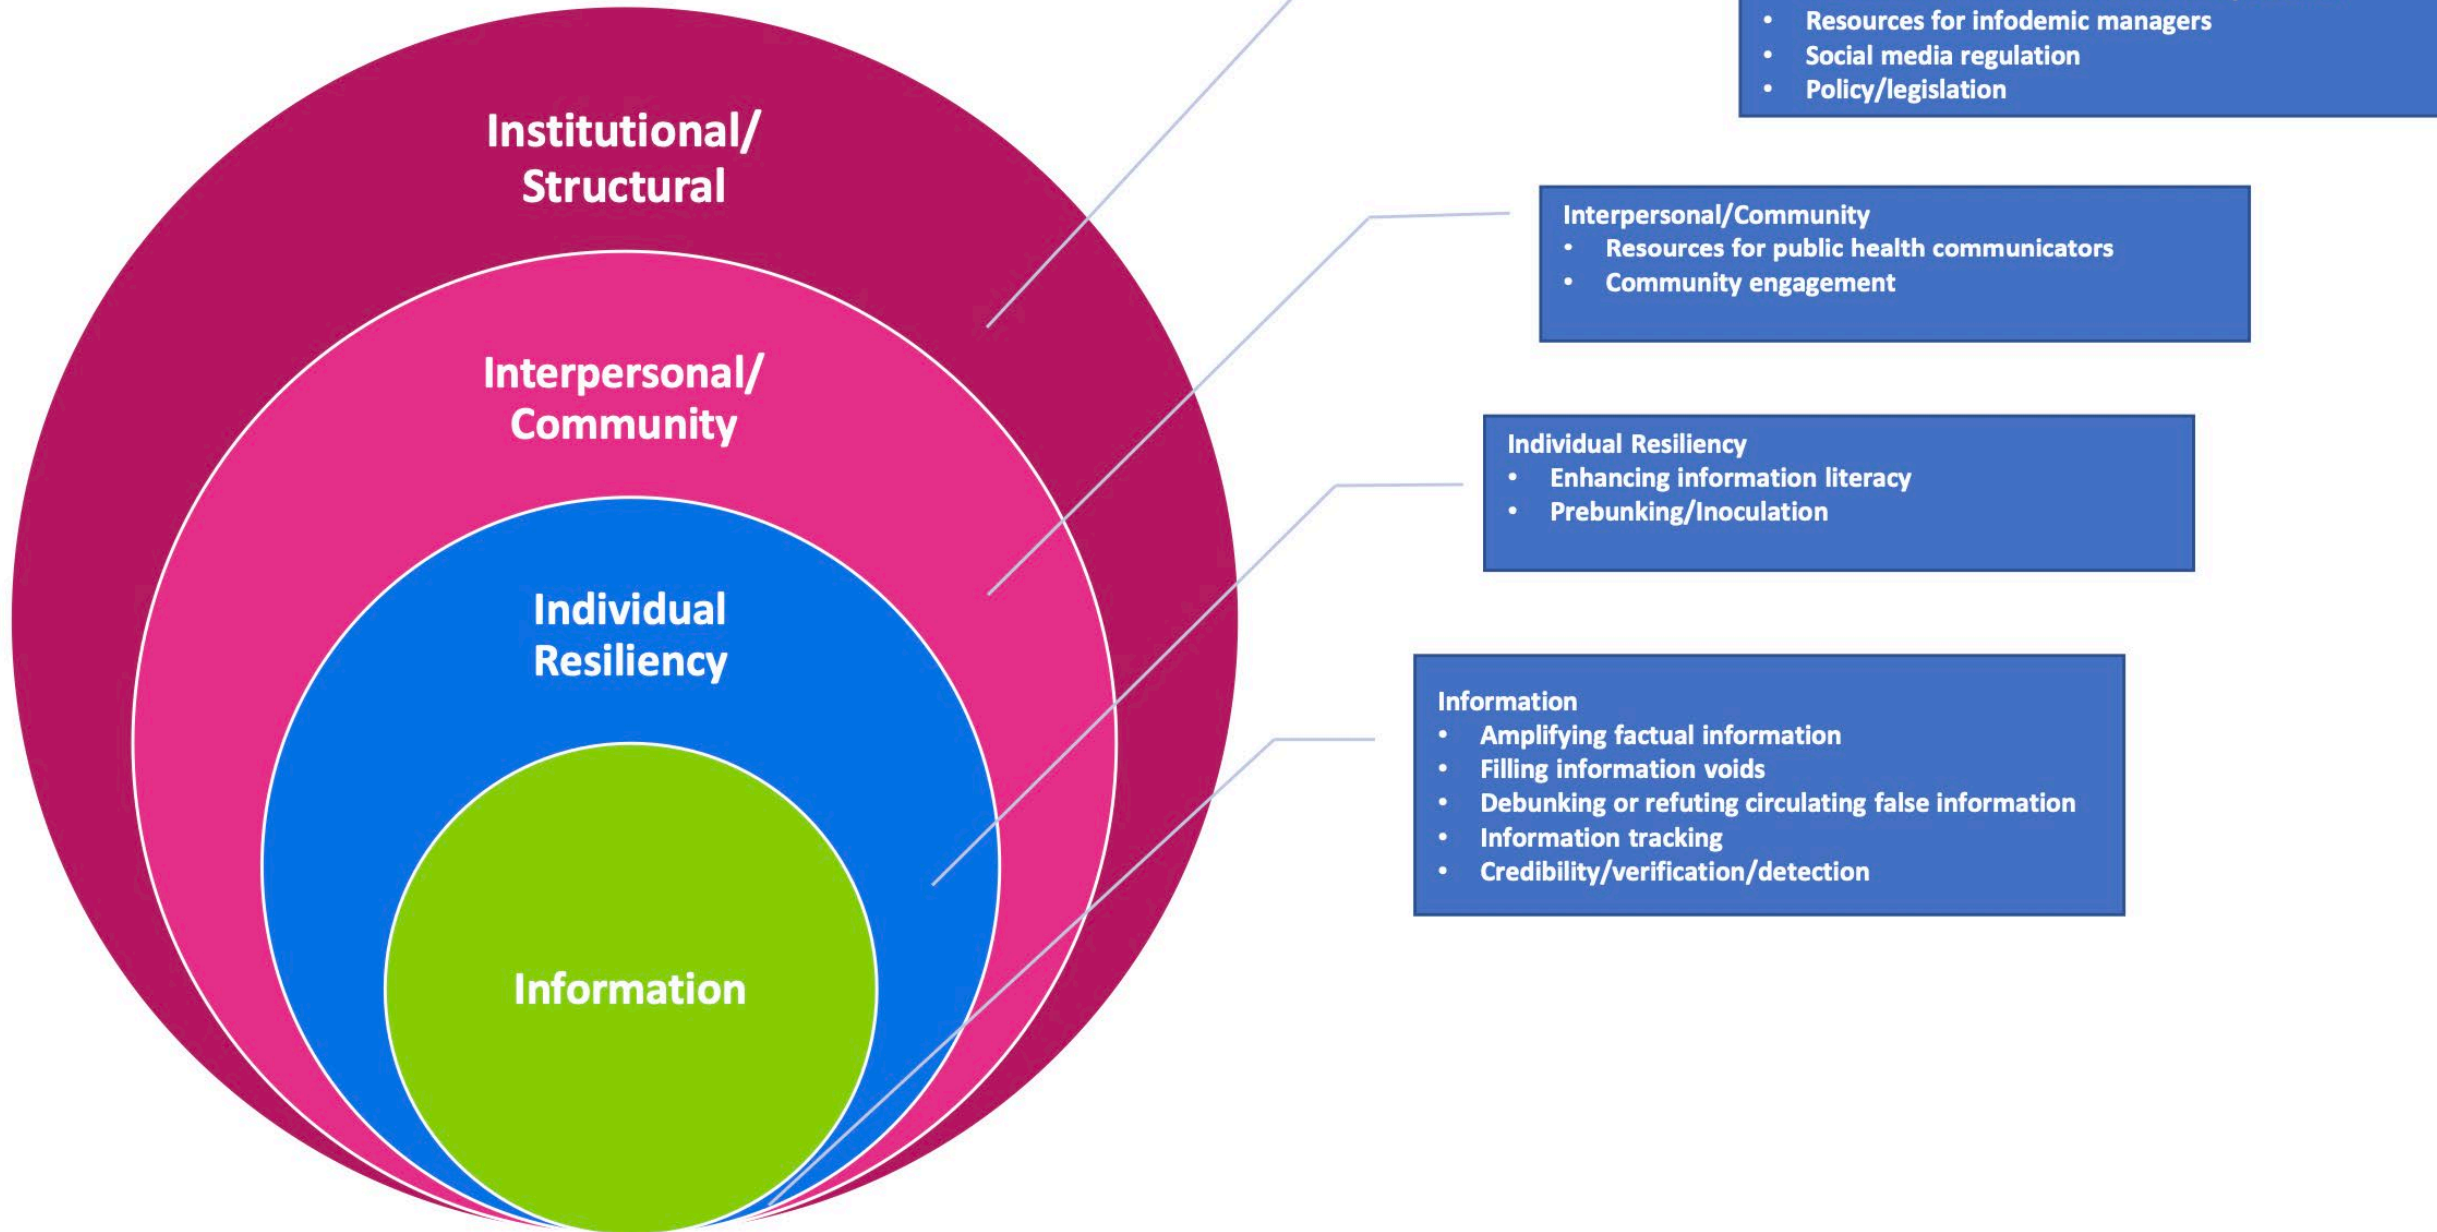 Institutional/
Structural
Interpersonal/
Community
Individual
Resiliency
Information
• Resources for infodemic managers
• Social media regulation
• Policy/legislation
Interpersonal/Community
• Resources for public health communicators
• Community engagement
Individual Resiliency
• Enhancing information literacy
• Prebunking/Inoculation
Information
• Amplifying factual information
• Filling information voids
• Debunking or refuting circulating false information
• Information tracking
• Credibility/verification/detection